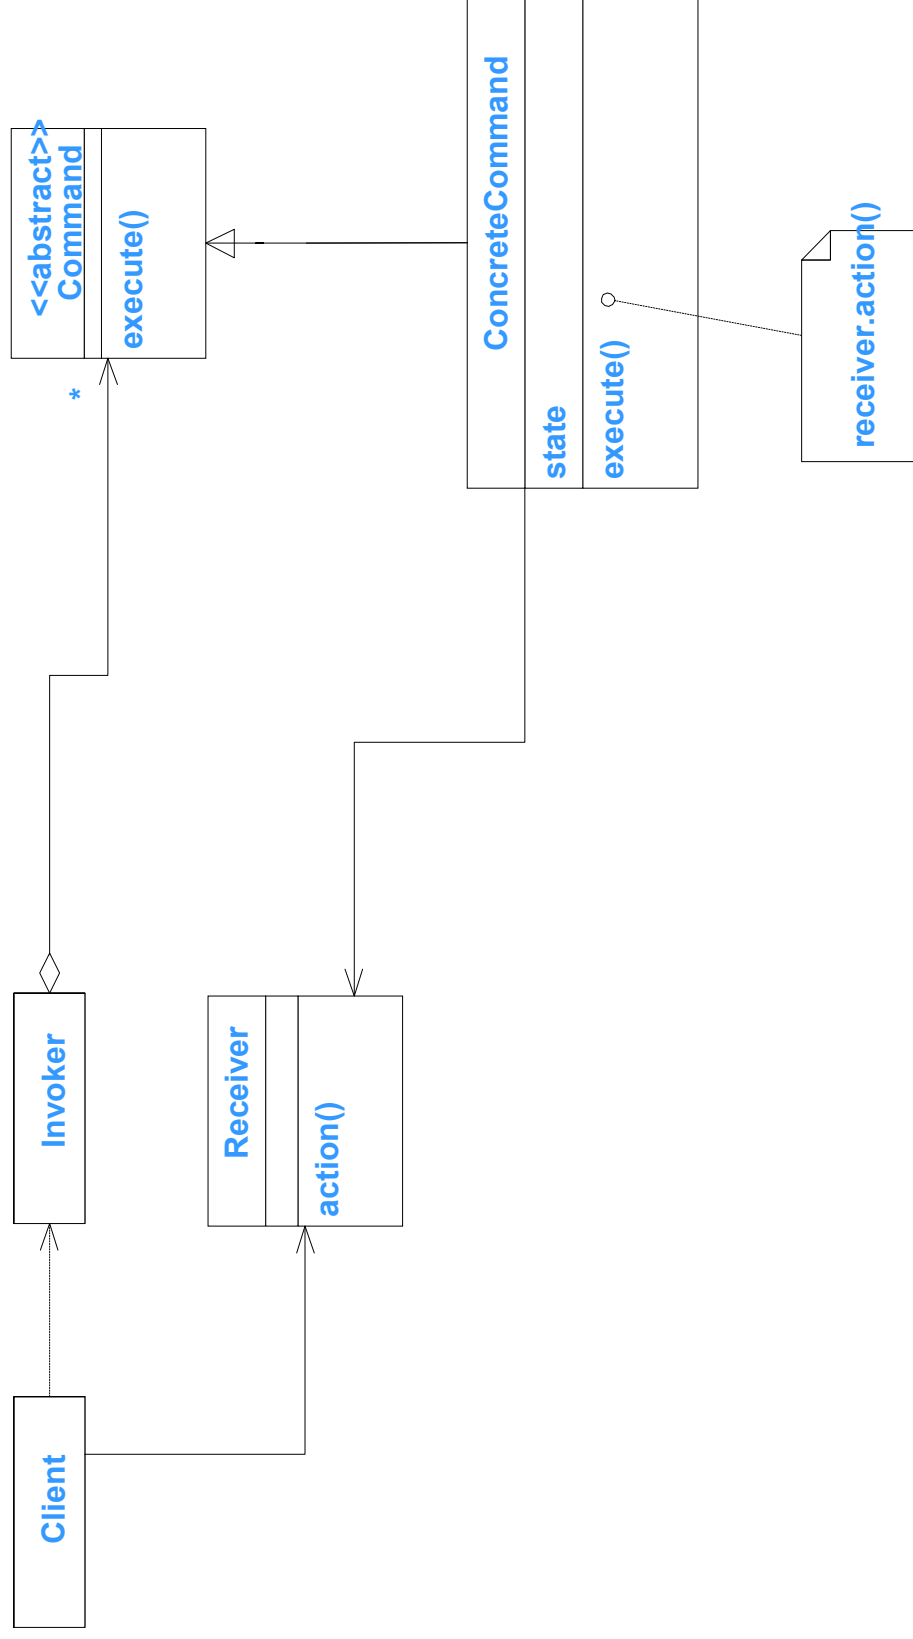 Client
Invoker
*
<<abstract>>
Command
execute()
Receiver
action()
ConcreteCommand
state
execute()
receiver.action()